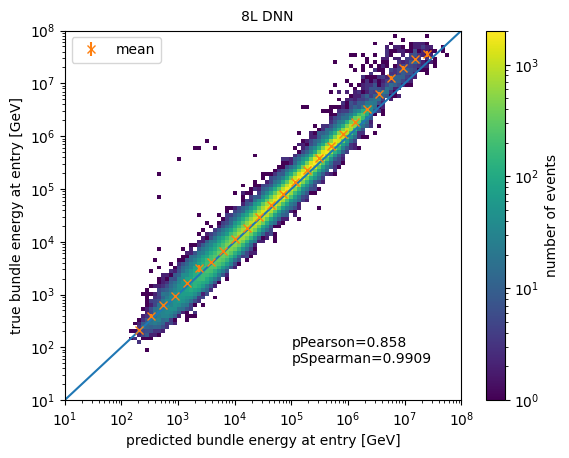 8L DNN
mean
true bundle energy at entry [GeV]
10^8
10^7
10^6
10^5
10^4
10^3
10^2
10^1
pPearson=0.858
pSpearman=0.9909
10^1 10^2 10^3 10^4 10^5 10^6 10^7 10^8
predicted bundle energy at entry [GeV]
10^3
10^2
10^1
10^0
number of events